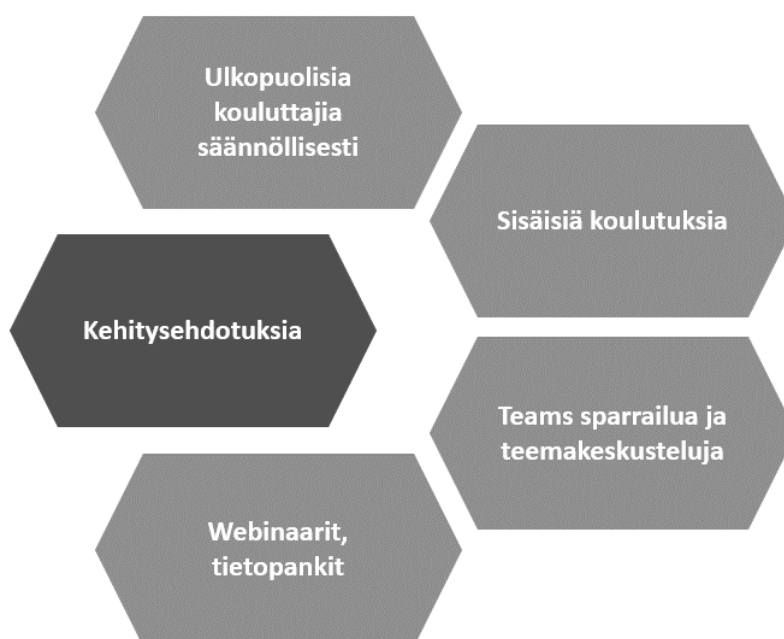 Ulkopuolisia
kouluttajia
säännöllisesti
Sisäisiä koulutuksia
Kehitysehdotuksia
Teams sparrailua ja
teemakeskusteluja
Webinaarit,
tietopankit